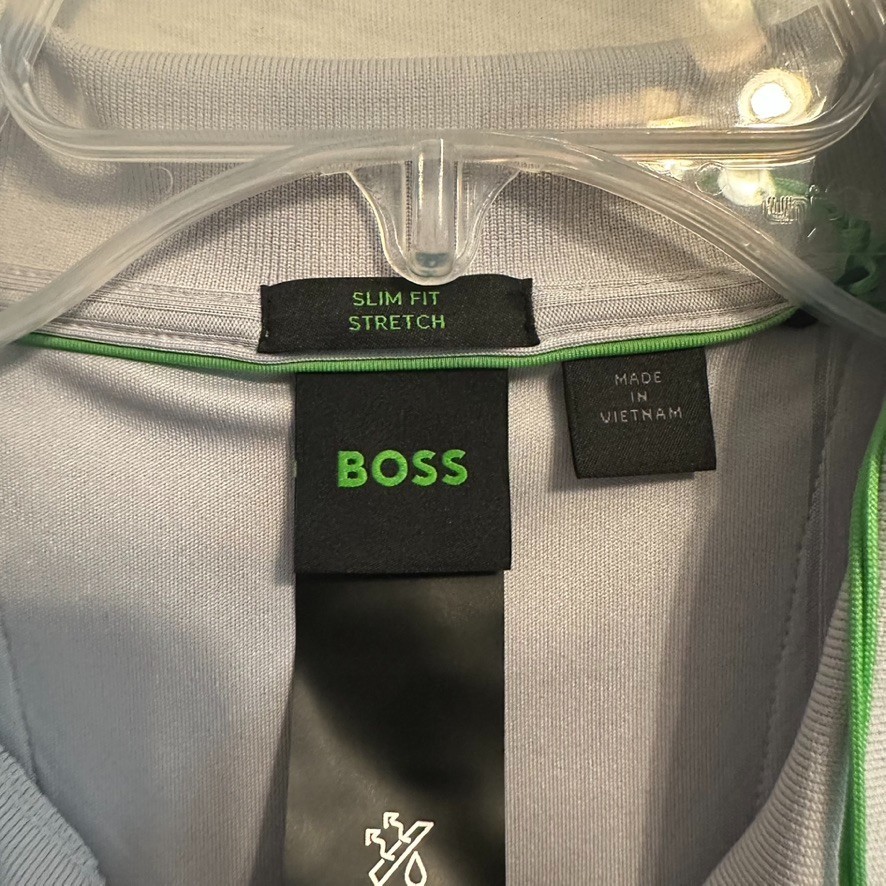 SLIM FIT
STRETCH
BOSS
MADE
IN
VIETNAM